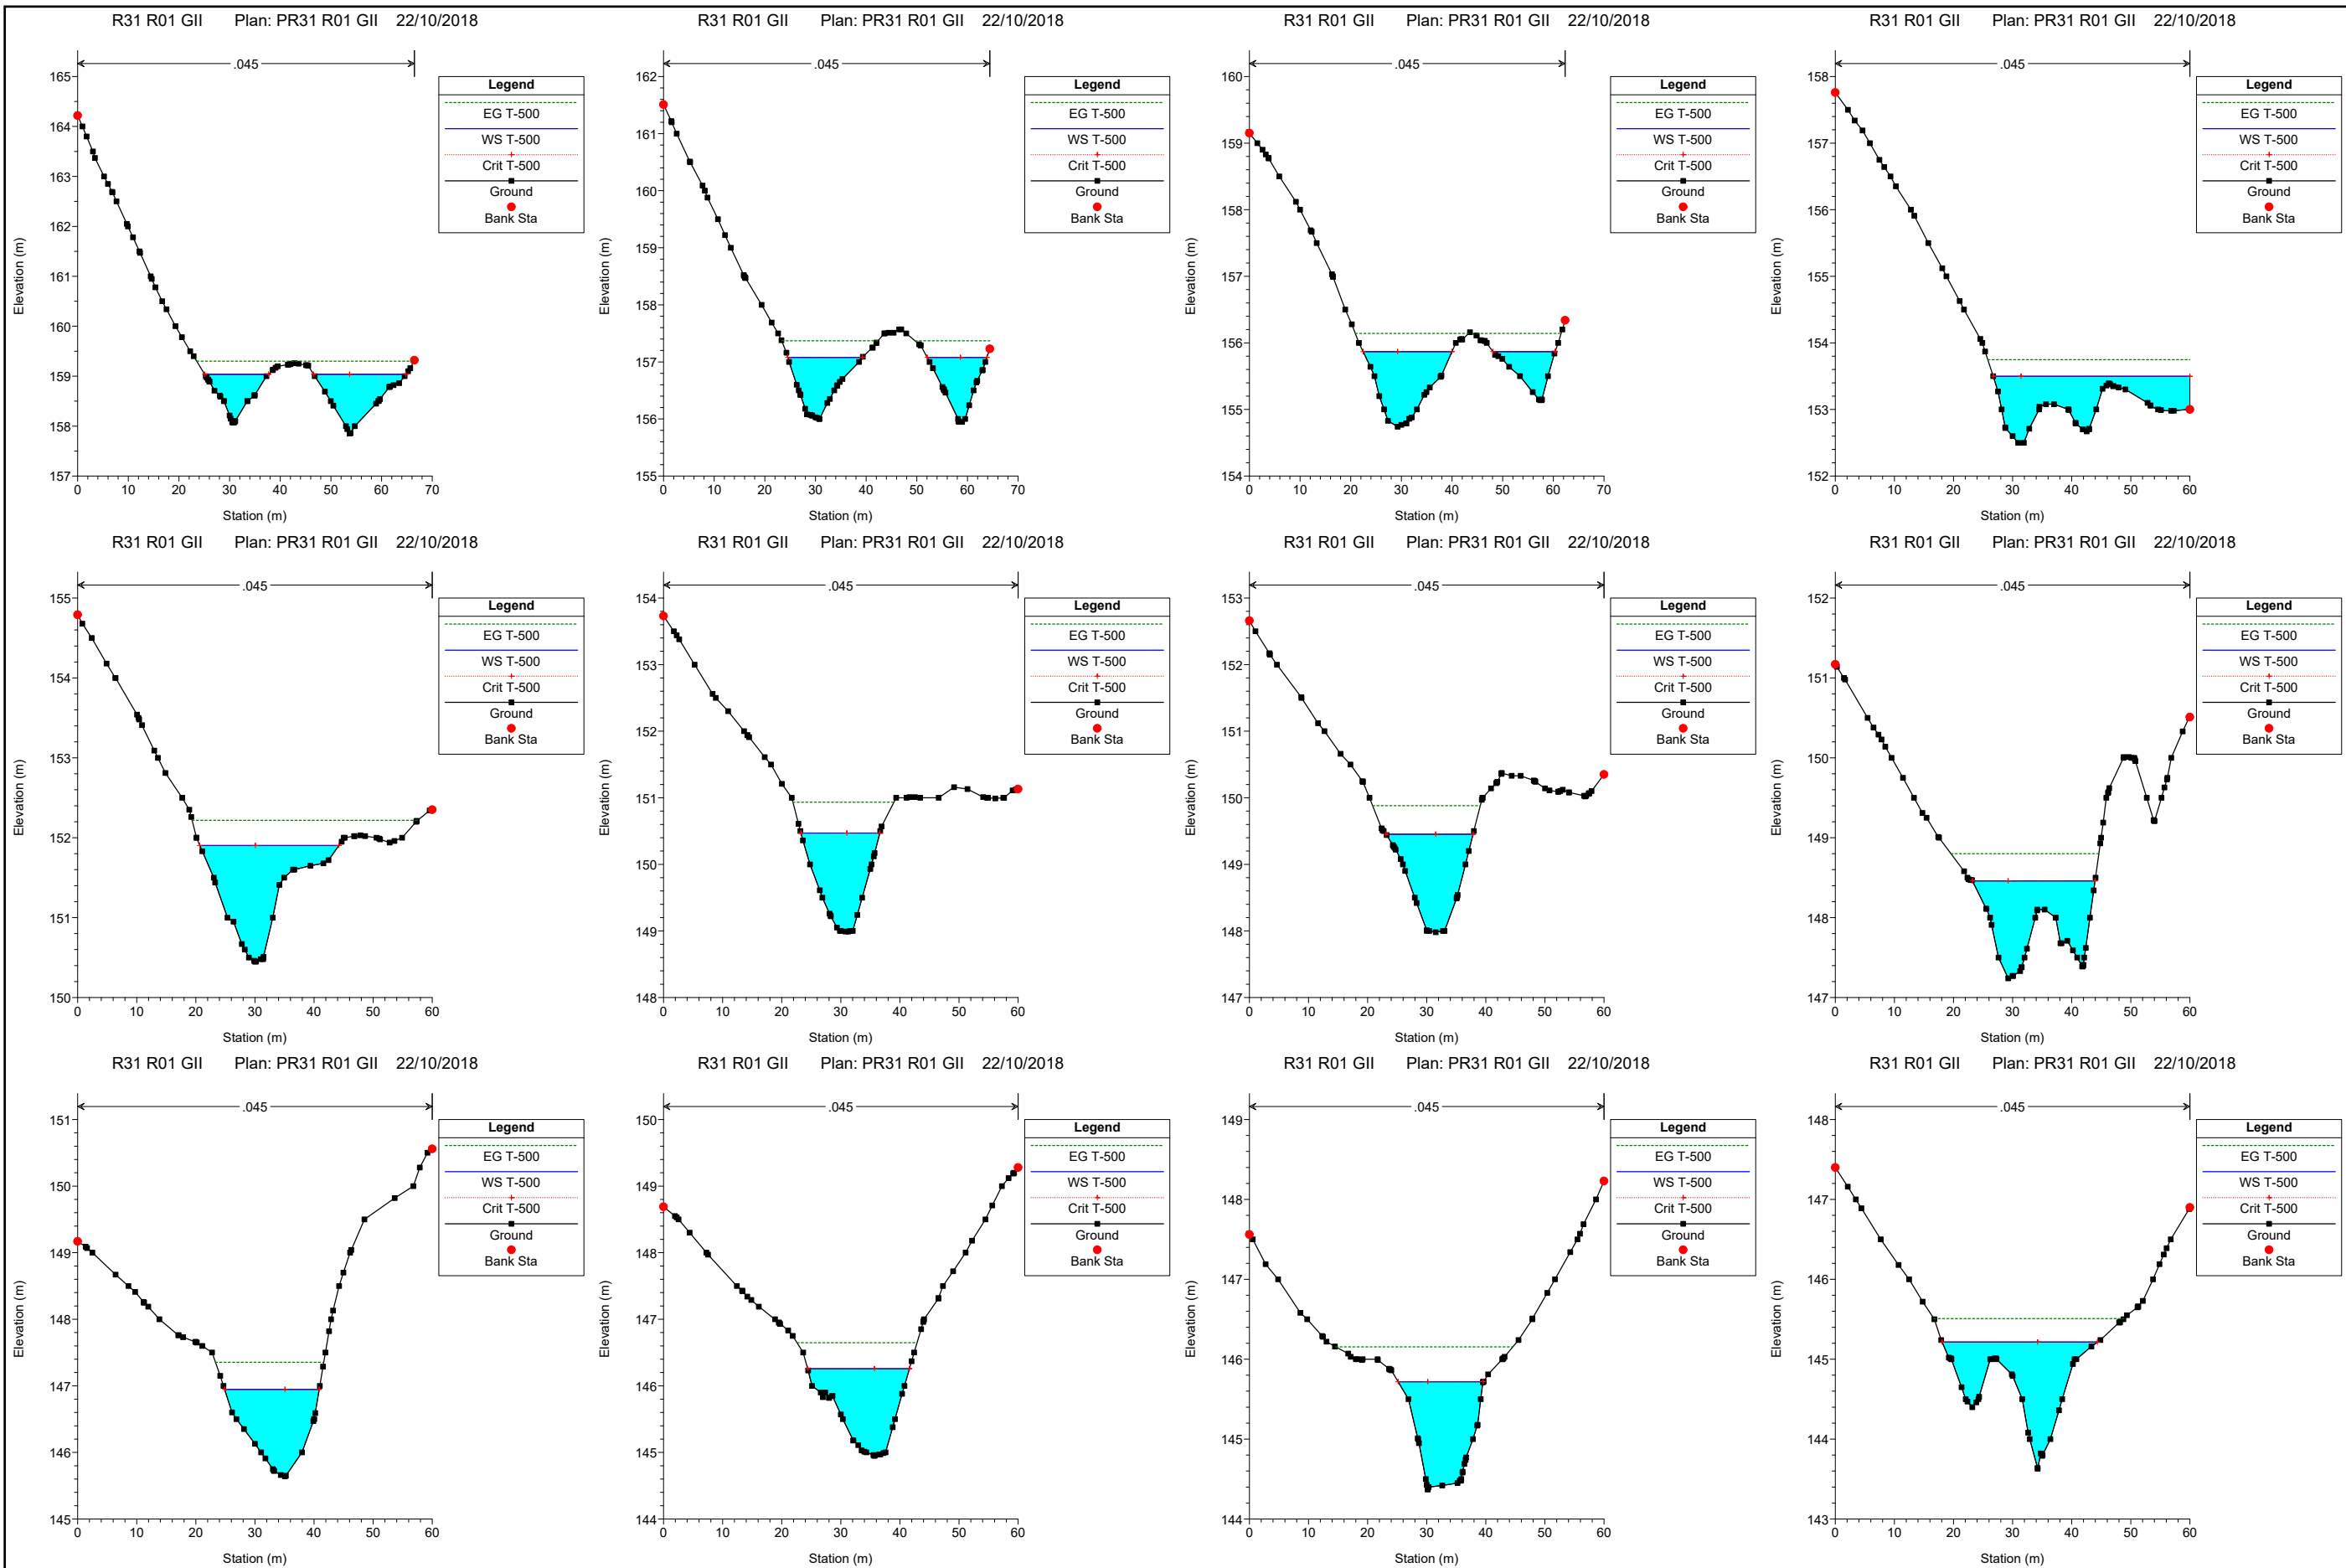 R31 R01 GII Plan: PR31 R01 GII 22/10/2018
.045
165
164
163
162
161
160
159
158
157
0 10 20 30 40 50 60 70
Station (m)
Elevation (m)
Legend
EG T-500
WS T-500
Crit T-500
Ground
Bank Sta
R31 R01 GII Plan: PR31 R01 GII 22/10/2018
.045
162
161
160
159
158
157
156
155
0 10 20 30 40 50 60 70
Station (m)
Elevation (m)
Legend
EG T-500
WS T-500
Crit T-500
Ground
Bank Sta
R31 R01 GII Plan: PR31 R01 GII 22/10/2018
.045
160
159
158
157
156
155
154
0 10 20 30 40 50 60 70
Station (m)
Elevation (m)
Legend
EG T-500
WS T-500
Crit T-500
Ground
Bank Sta
R31 R01 GII Plan: PR31 R01 GII 22/10/2018
.045
158
157
156
155
154
153
152
0 10 20 30 40 50 60
Station (m)
Elevation (m)
Legend
EG T-500
WS T-500
Crit T-500
Ground
Bank Sta
R31 R01 GII Plan: PR31 R01 GII 22/10/2018
.045
155
154
153
152
151
150
0 10 20 30 40 50 60
Station (m)
Elevation (m)
Legend
EG T-500
WS T-500
Crit T-500
Ground
Bank Sta
R31 R01 GII Plan: PR31 R01 GII 22/10/2018
.045
154
153
152
151
150
149
148
0 10 20 30 40 50 60
Station (m)
Elevation (m)
Legend
EG T-500
WS T-500
Crit T-500
Ground
Bank Sta
R31 R01 GII Plan: PR31 R01 GII 22/10/2018
.045
153
152
151
150
149
148
147
0 10 20 30 40 50 60
Station (m)
Elevation (m)
Legend
EG T-500
WS T-500
Crit T-500
Ground
Bank Sta
R31 R01 GII Plan: PR31 R01 GII 22/10/2018
.045
152
151
150
149
148
147
0 10 20 30 40 50 60
Station (m)
Elevation (m)
Legend
EG T-500
WS T-500
Crit T-500
Ground
Bank Sta
R31 R01 GII Plan: PR31 R01 GII 22/10/2018
.045
151
150
149
148
147
146
145
0 10 20 30 40 50 60
Station (m)
Elevation (m)
Legend
EG T-500
WS T-500
Crit T-500
Ground
Bank Sta
R31 R01 GII Plan: PR31 R01 GII 22/10/2018
.045
150
149
148
147
146
145
144
0 10 20 30 40 50 60
Station (m)
Elevation (m)
Legend
EG T-500
WS T-500
Crit T-500
Ground
Bank Sta
R31 R01 GII Plan: PR31 R01 GII 22/10/2018
.045
149
148
147
146
145
144
0 10 20 30 40 50 60
Station (m)
Elevation (m)
Legend
EG T-500
WS T-500
Crit T-500
Ground
Bank Sta
R31 R01 GII Plan: PR31 R01 GII 22/10/2018
.045
148
147
146
145
144
143
0 10 20 30 40 50 60
Station (m)
Elevation (m)
Legend
EG T-500
WS T-500
Crit T-500
Ground
Bank Sta